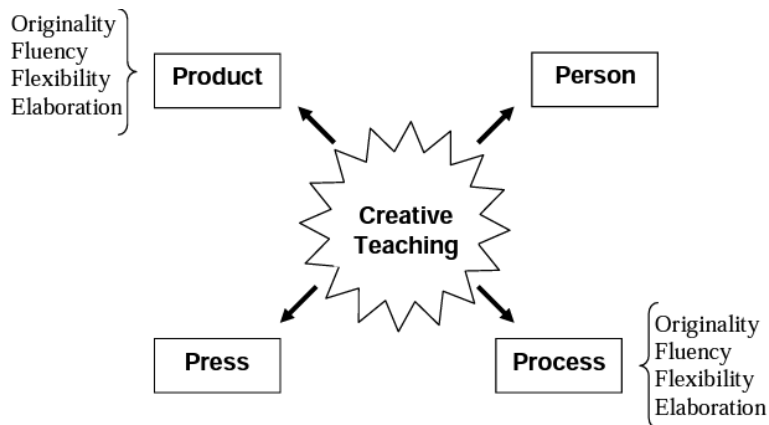 Originality
Fluency
Flexibility
Elaboration
Product
Person
Creative
Teaching
Press
Process
Originality
Fluency
Flexibility
Elaboration